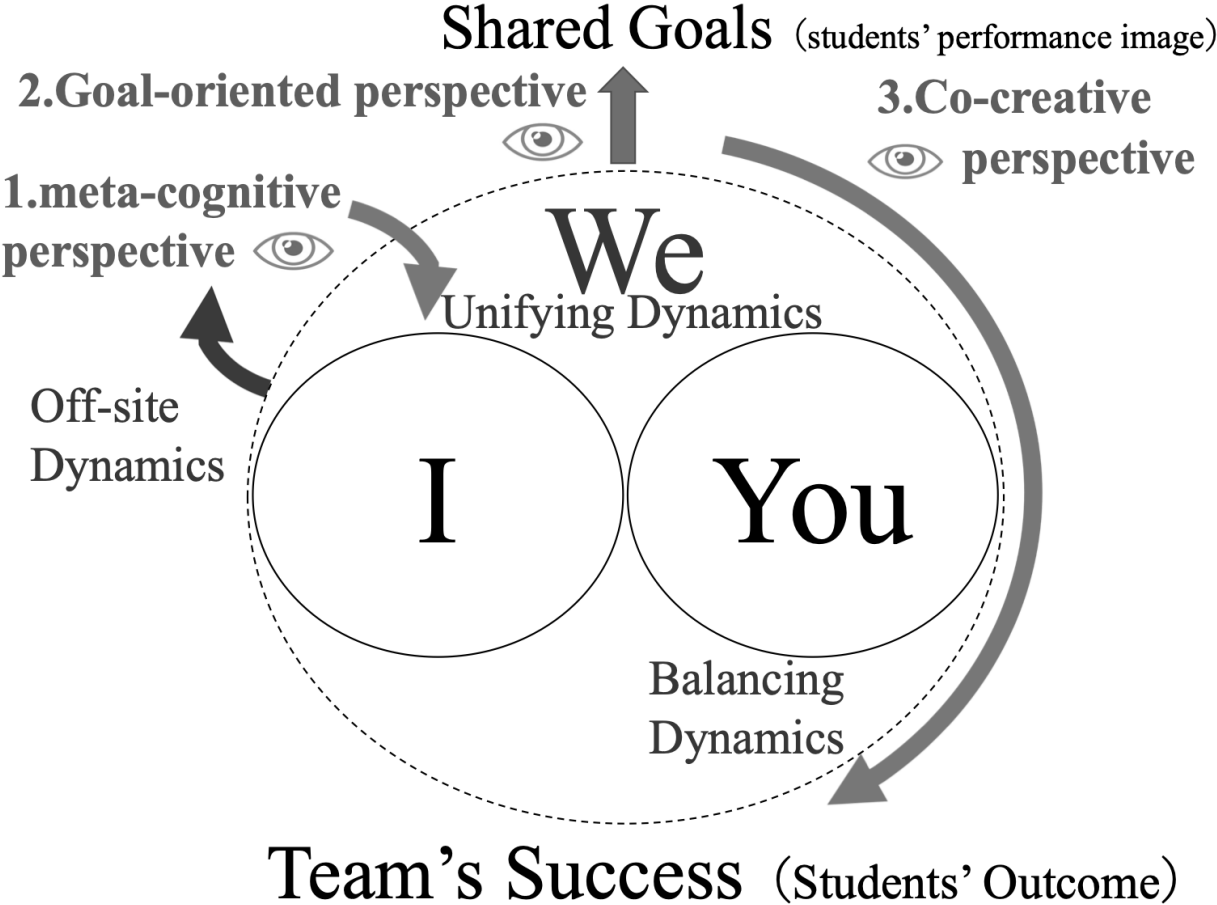 Shared Goals（students’ performance image）
2.Goal-oriented perspective
3.Co-creative
perspective
1.meta-cognitive
perspective
We
Unifying Dynamics
Off-site
Dynamics
I
You
Balancing
Dynamics
Team’s Success（Students’ Outcome）